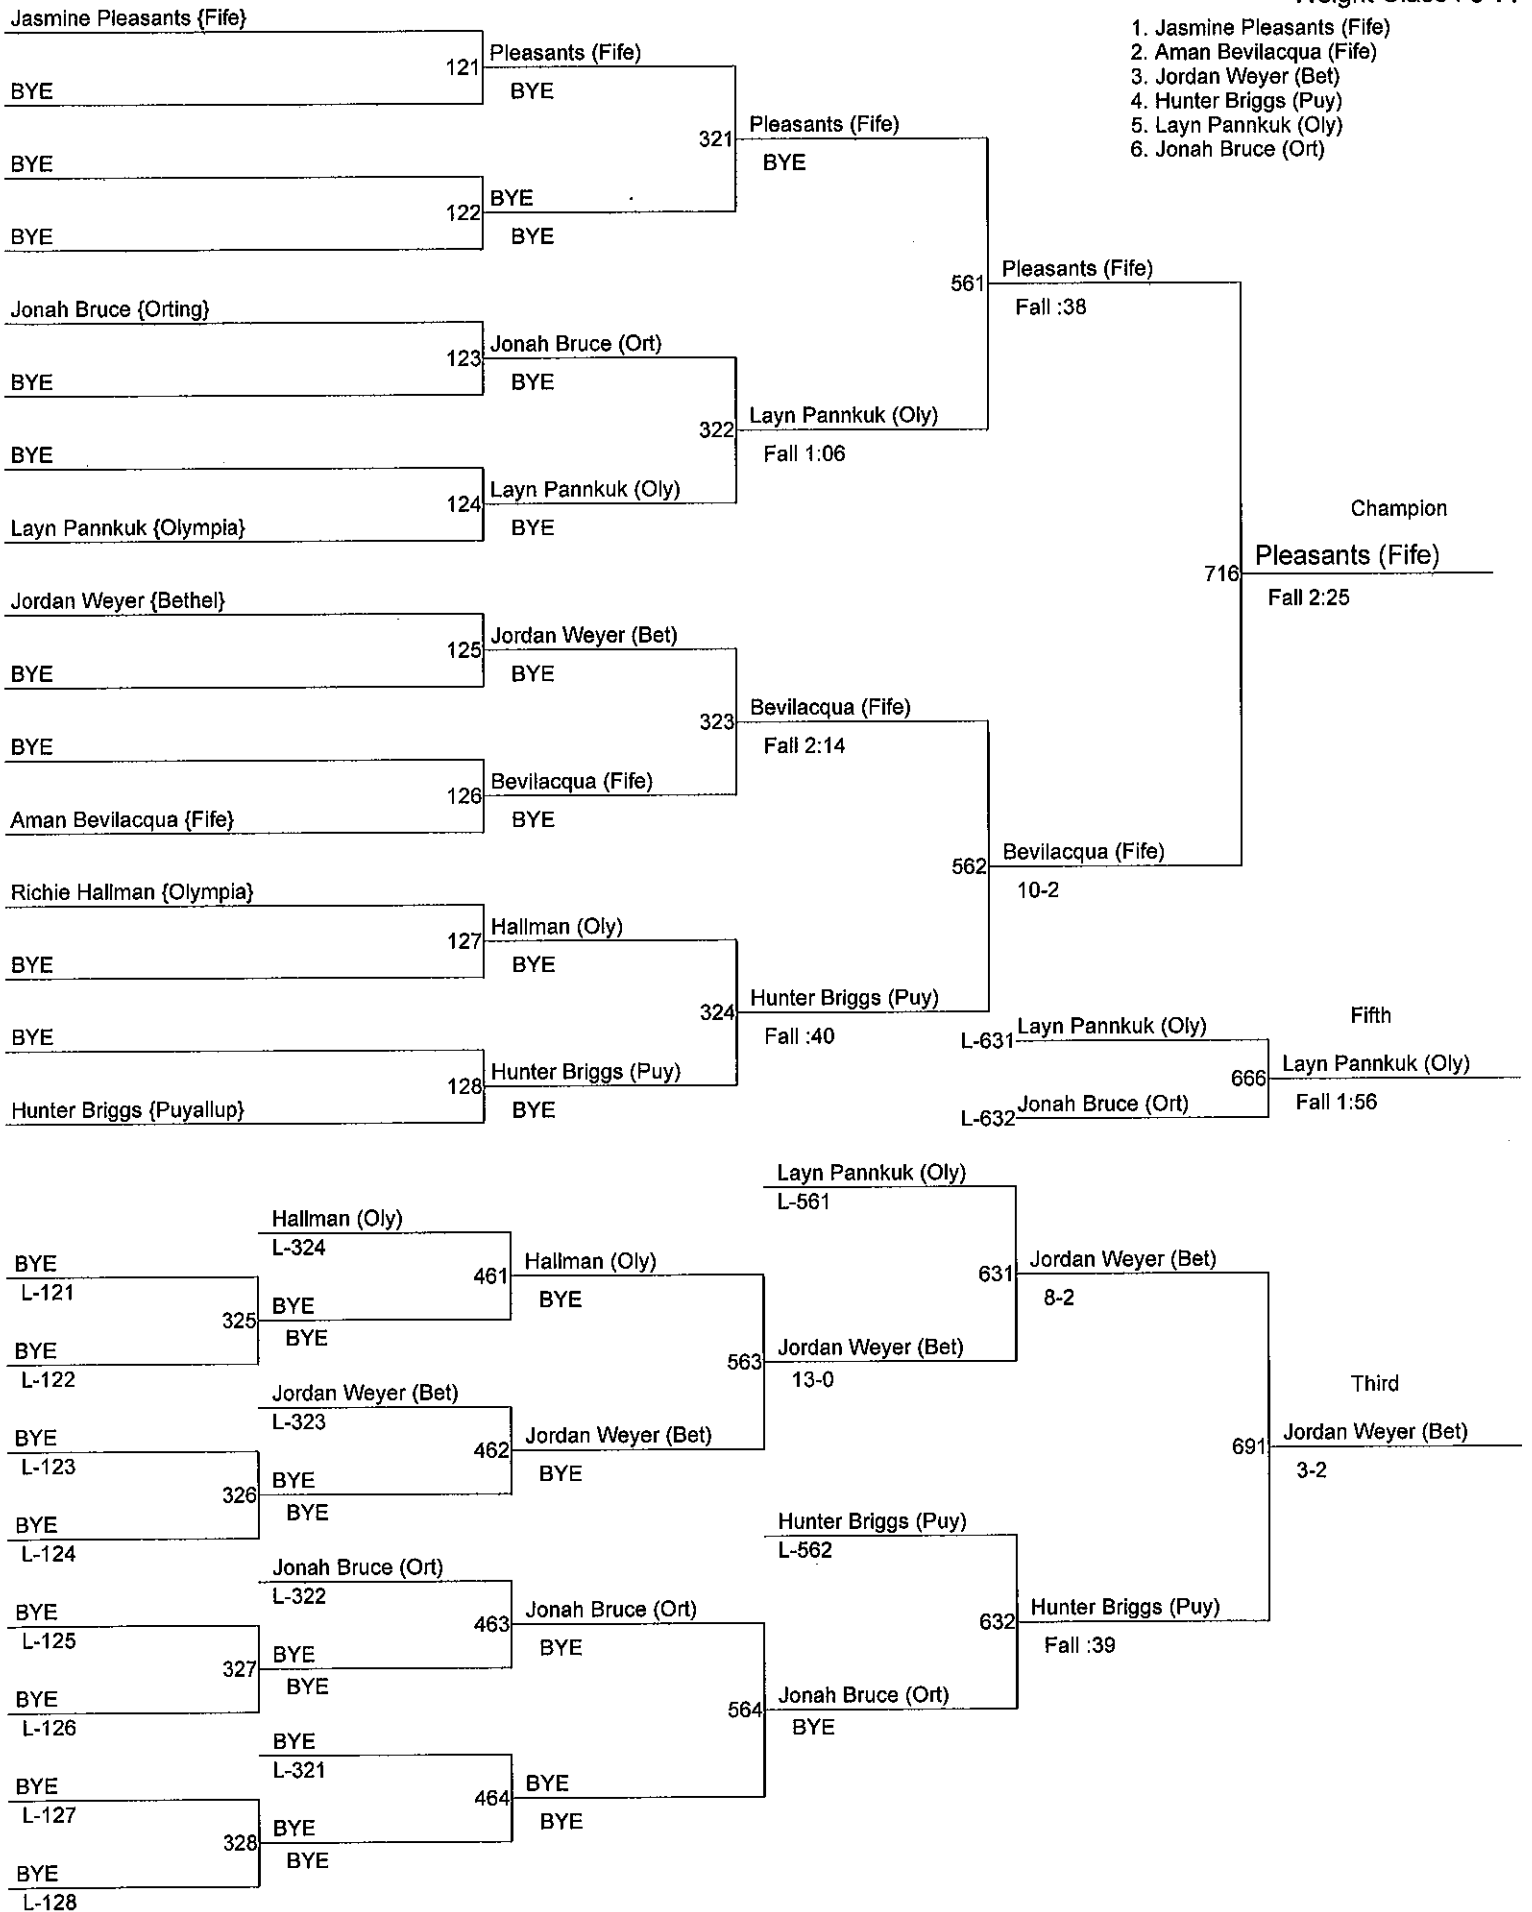 1. Jasmine Pleasants (Fife)
2. Aman Bevilacqua (Fife)
3. Jordan Weyer (Bet)
4. Hunter Briggs (Puy)
5. Layn Pannkuk (Oly)
6. Jonah Bruce (Ort)
Jasmine Pleasants {Fife}
BYE
121
Pleasants (Fife)
BYE
BYE
BYE
122
BYE
BYE
321
Pleasants (Fife)
BYE
Jonah Bruce {Orting}
BYE
123
Jonah Bruce (Ort)
BYE
BYE
Layn Pannkuk {Olympia}
124
Layn Pannkuk (Oly)
BYE
322
Layn Pannkuk (Oly)
Fall 1:06
561
Pleasants (Fife)
Fall :38
Jordan Weyer {Bethel}
BYE
125
Jordan Weyer (Bet)
BYE
BYE
Aman Bevilacqua {Fife}
126
Bevilacqua (Fife)
BYE
323
Bevilacqua (Fife)
Fall 2:14
Richie Hallman {Olympia}
BYE
127
Hallman (Oly)
BYE
BYE
Hunter Briggs {Puyallup}
128
Hunter Briggs (Puy)
BYE
324
Hunter Briggs (Puy)
Fall :40
562
Bevilacqua (Fife)
10-2
Champion
716
Pleasants (Fife)
Fall 2:25
Fifth
L-631
Layn Pannkuk (Oly)
L-632
Jonah Bruce (Ort)
666
Layn Pannkuk (Oly)
Fall 1:56
BYE
L-121
BYE
L-122
325
BYE
BYE
Hallman (Oly)
L-324
461
Hallman (Oly)
BYE
BYE
L-123
BYE
L-124
326
BYE
BYE
Jordan Weyer (Bet)
L-323
462
Jordan Weyer (Bet)
BYE
563
Jordan Weyer (Bet)
13-0
Layn Pannkuk (Oly)
L-561
631
Jordan Weyer (Bet)
8-2
BYE
L-125
BYE
L-126
327
BYE
BYE
Jonah Bruce (Ort)
L-322
463
Jonah Bruce (Ort)
BYE
BYE
L-127
BYE
L-128
328
BYE
BYE
BYE
L-321
464
BYE
BYE
564
Jonah Bruce (Ort)
BYE
Hunter Briggs (Puy)
L-562
632
Hunter Briggs (Puy)
Fall :39
Third
691
Jordan Weyer (Bet)
3-2